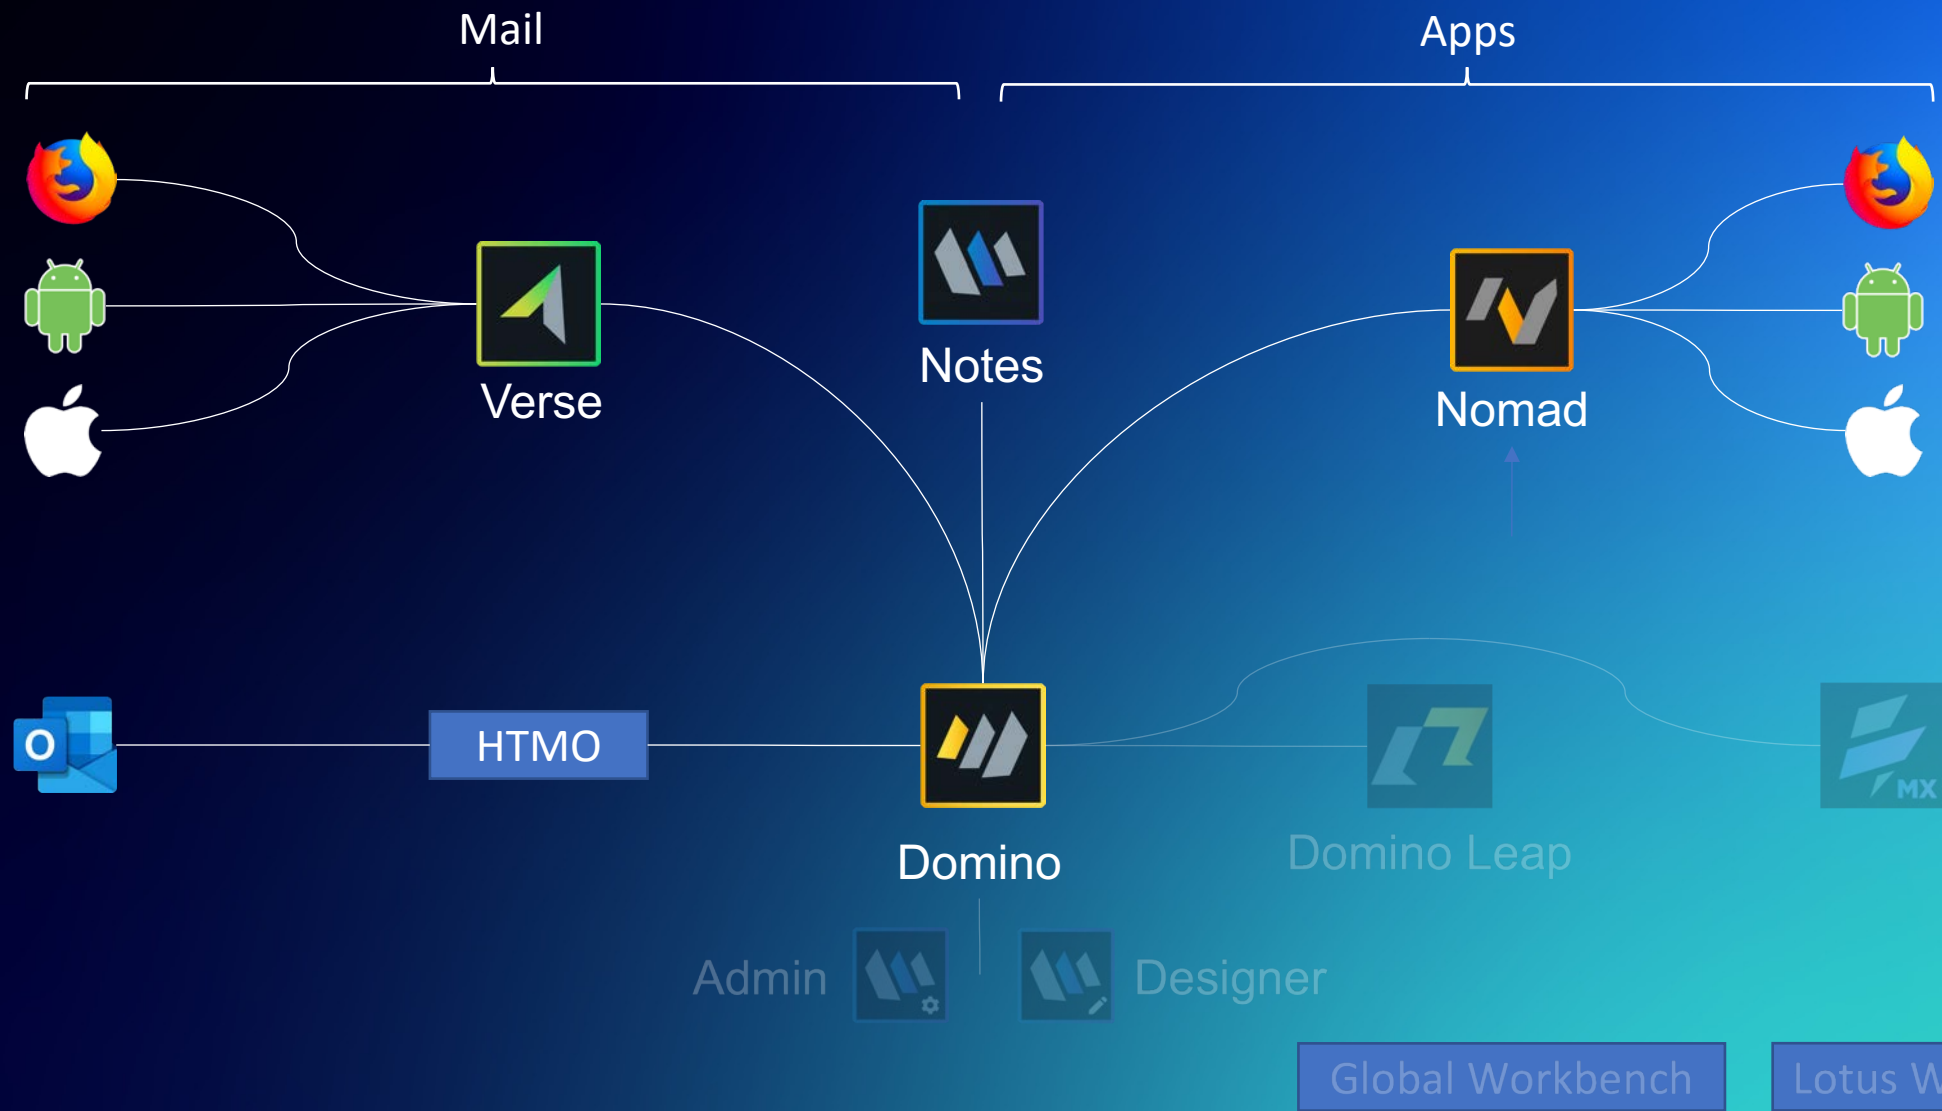 Mail
Apps
Notes
Verse
Nomad
O
HTMO
MX
Domino
Domino Leap
Admin
Designer
Global Workbench
Lotus